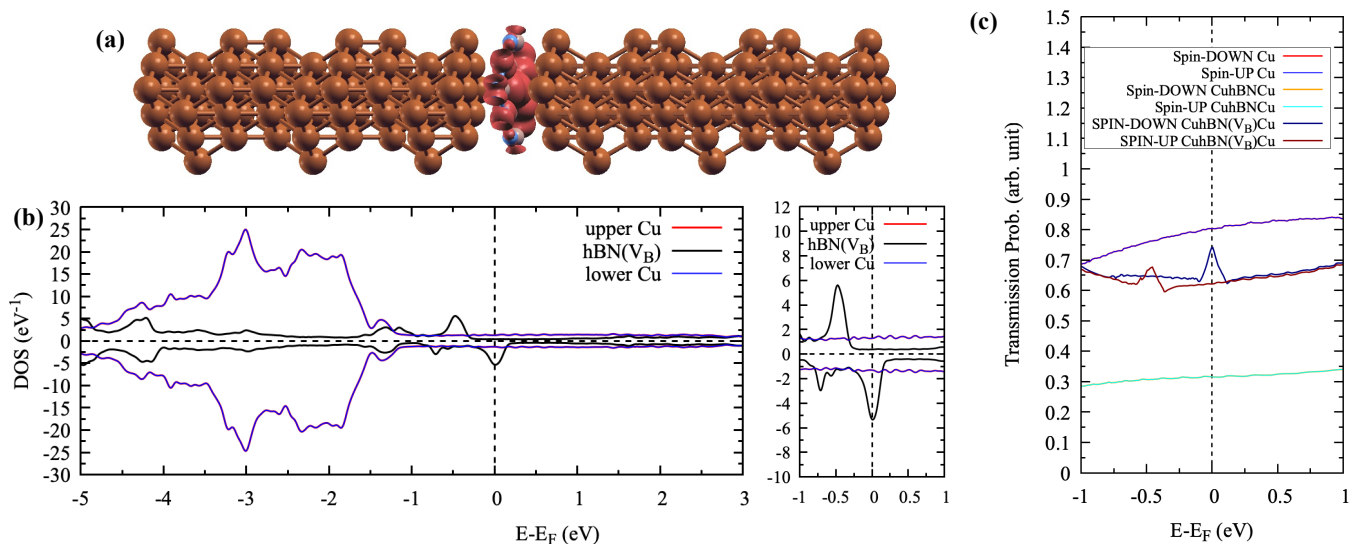 (a)
(b)
30
25
20
15
10
5
0
-5
-10
-15
-20
-25
-30
DOS (eV⁻¹)
upper Cu
hBN(V_B)
lower Cu
-5 -4 -3 -2 -1 0 1 2 3
E-E_F (eV)
12
10
8
6
4
2
0
-2
-4
-6
-8
-10
upper Cu
hBN(V_B)
lower Cu
-1 -0.5 0 0.5 1
(c)
1.5
1.4
1.3
1.2
1.1
1
0.9
0.8
0.7
0.6
0.5
0.4
0.3
0.2
0.1
0
Transmission Prob. (arb. unit)
Spin-DOWN Cu
Spin-UP Cu
Spin-DOWN CuhBNCu
Spin-UP CuhBNCu
SPIN-DOWN CuhBN(V_B)Cu
SPIN-UP CuhBN(V_B)Cu
-1 -0.5 0 0.5 1
E-E_F (eV)